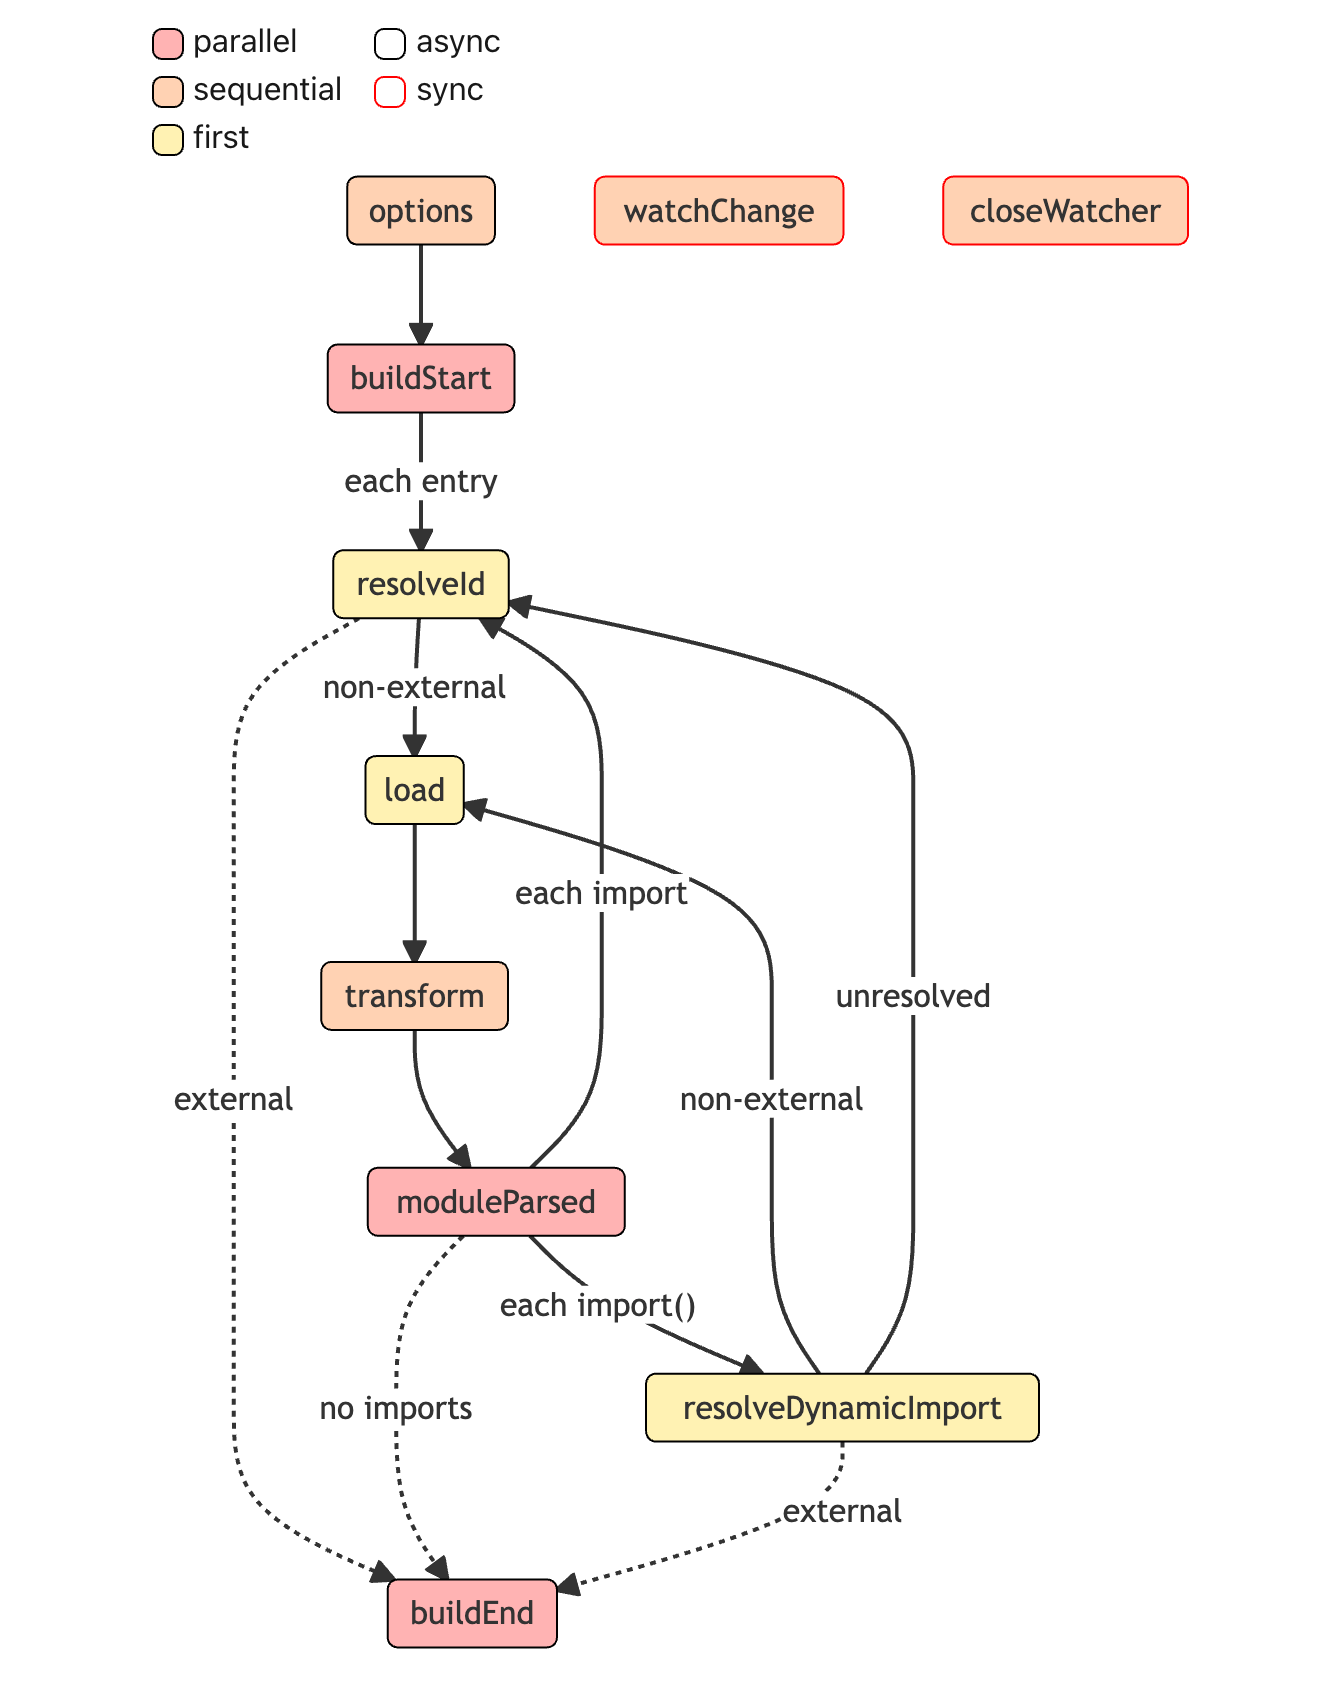 parallel
async
sequential
sync
first
options
watchChange
closeWatcher
buildStart
each entry
resolveId
non-external
load
each import
transform
unresolved
external
non-external
moduleParsed
each import()
no imports
resolveDynamicImport
external
buildEnd